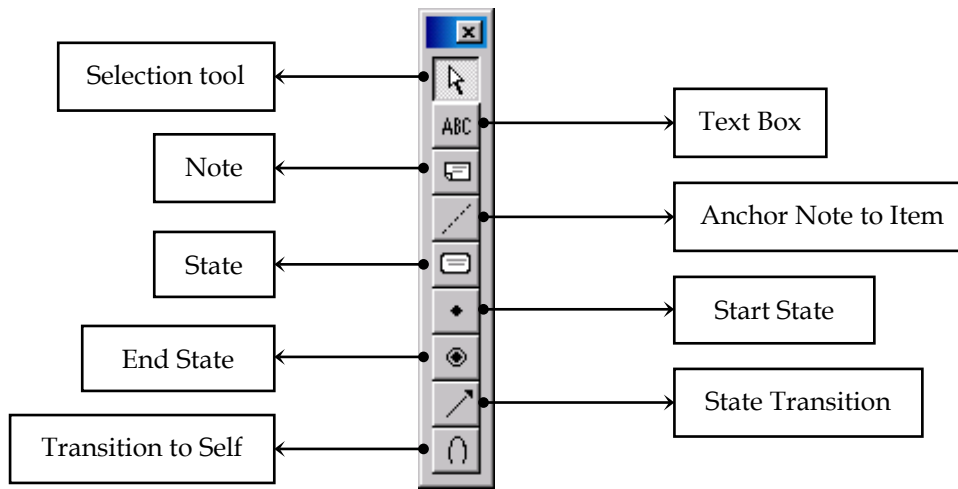 Selection tool
ABC
Text Box
Note
Anchor Note to Item
State
Start State
End State
State Transition
Transition to Self